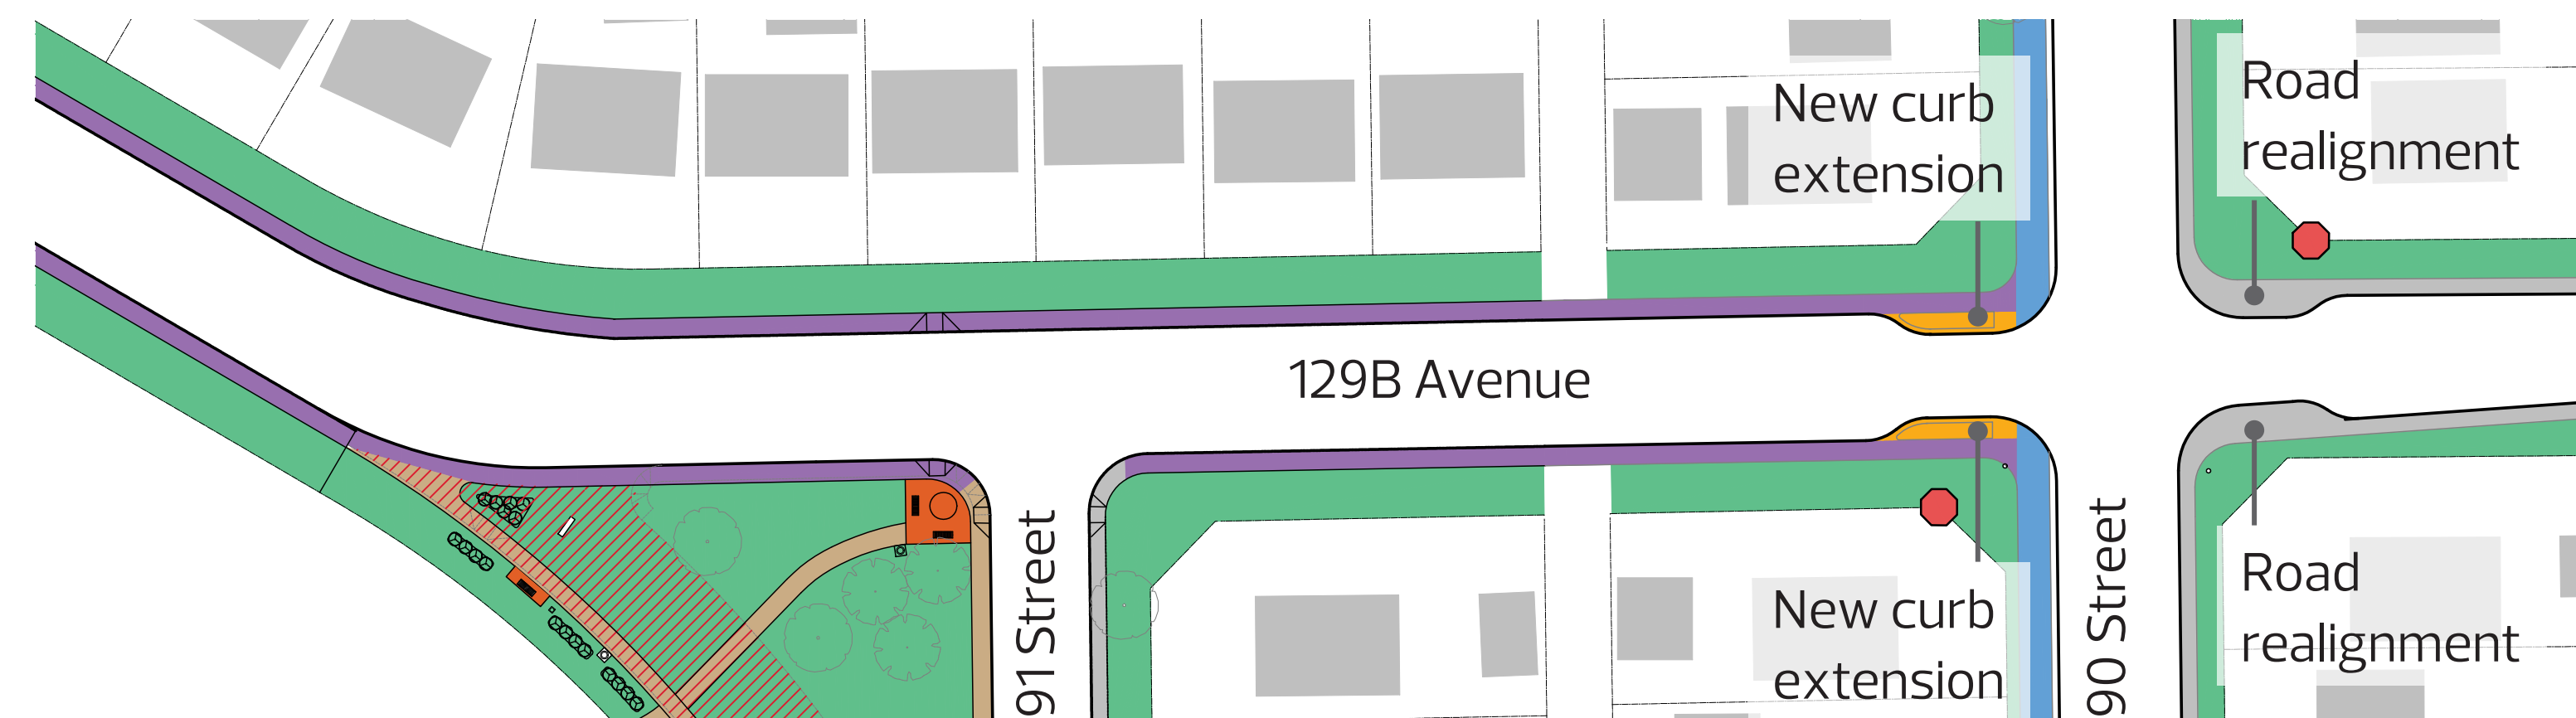 New curb
extension
Road
realignment
129B Avenue
91 Street
90 Street
New curb
extension
Road
realignment